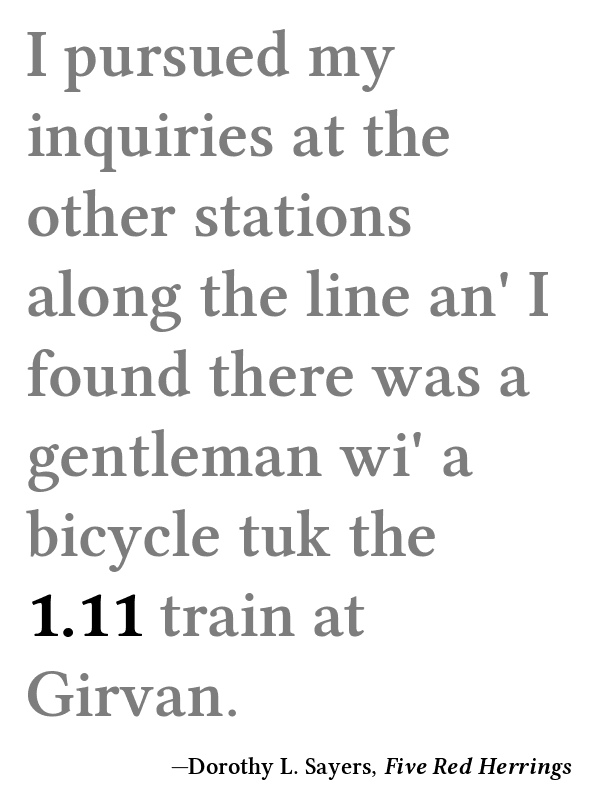 I pursued my
inquiries at the
other stations
along the line an' I
found there was a
gentleman wi' a
bicycle tuk the
1.11 train at
Girvan.
—Dorothy L. Sayers, Five Red Herrings